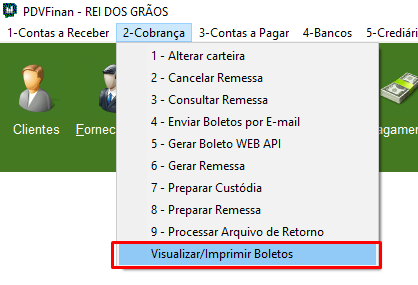 PDVFinan - REI DOS GRÃOS
1-Contas a Receber 2-Cobrança 3-Contas a Pagar 4-Bancos 5-Crediári
1 - Alterar carteira
2 - Cancelar Remessa
3 - Consultar Remessa
4 - Enviar Boletos por E-mail
5 - Gerar Boleto WEB API
6 - Gerar Remessa
7 - Preparar Custódia
8 - Preparar Remessa
9 - Processar Arquivo de Retorno
Visualizar/Imprimir Boletos
Clientes Fornec agamen